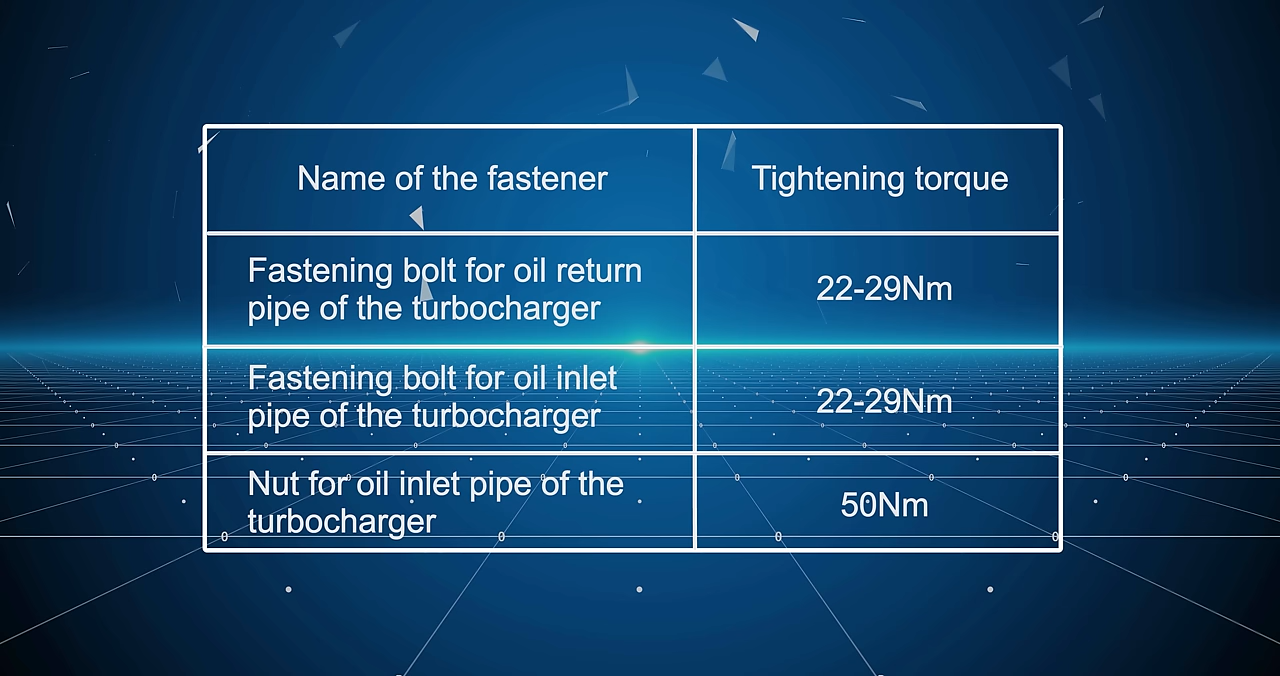 Name of the fastener
Tightening torque
Fastening bolt for oil return
pipe of the turbocharger
22-29Nm
Fastening bolt for oil inlet
pipe of the turbocharger
22-29Nm
Nut for oil inlet pipe of the
turbocharger
50Nm